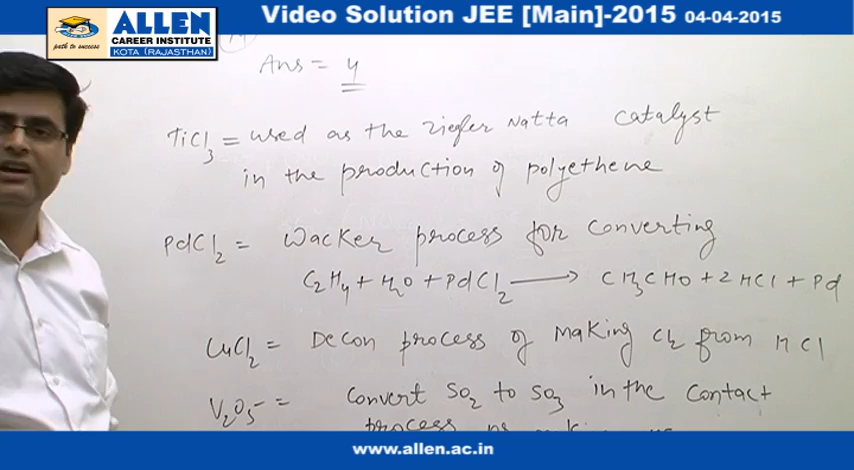 ALLEN
CAREER INSTITUTE
KOTA (RAJASTHAN)
path to success
Video Solution JEE [Main]-2015 04-04-2015
Ans = 4
TiCl3 = used as the ziefer Natta catalyst
in the production of polyethene
PdCl2 = Wacker process for converting
C2H4 + H2O + PdCl2 → CH3CHO + 2HCl + Pd
CuCl2 = Decon process of making Cl2 from HCl
V2O5 = Convert SO2 to SO3 in the contact
process
www.allen.ac.in